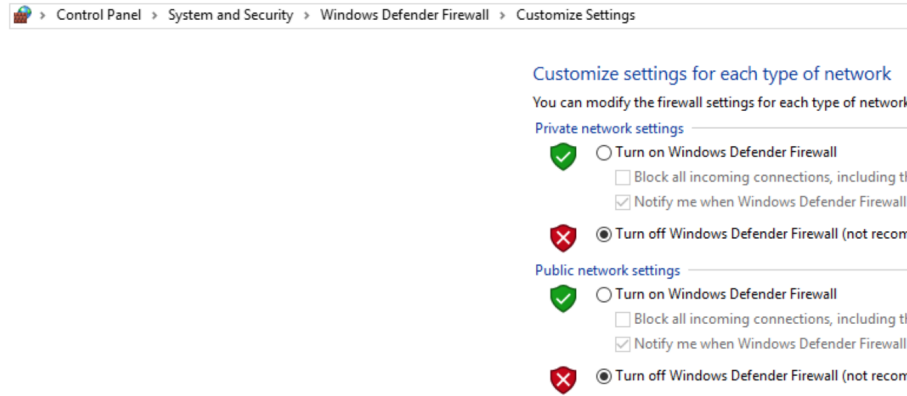 Control Panel > System and Security > Windows Defender Firewall > Customize Settings
Customize settings for each type of network
You can modify the firewall settings for each type of network
Private network settings
Turn on Windows Defender Firewall
Block all incoming connections, including
Notify me when Windows Defender Firewall
Turn off Windows Defender Firewall (not
Public network settings
Turn on Windows Defender Firewall
Block all incoming connections, including
Notify me when Windows Defender Firewall
Turn off Windows Defender Firewall (not